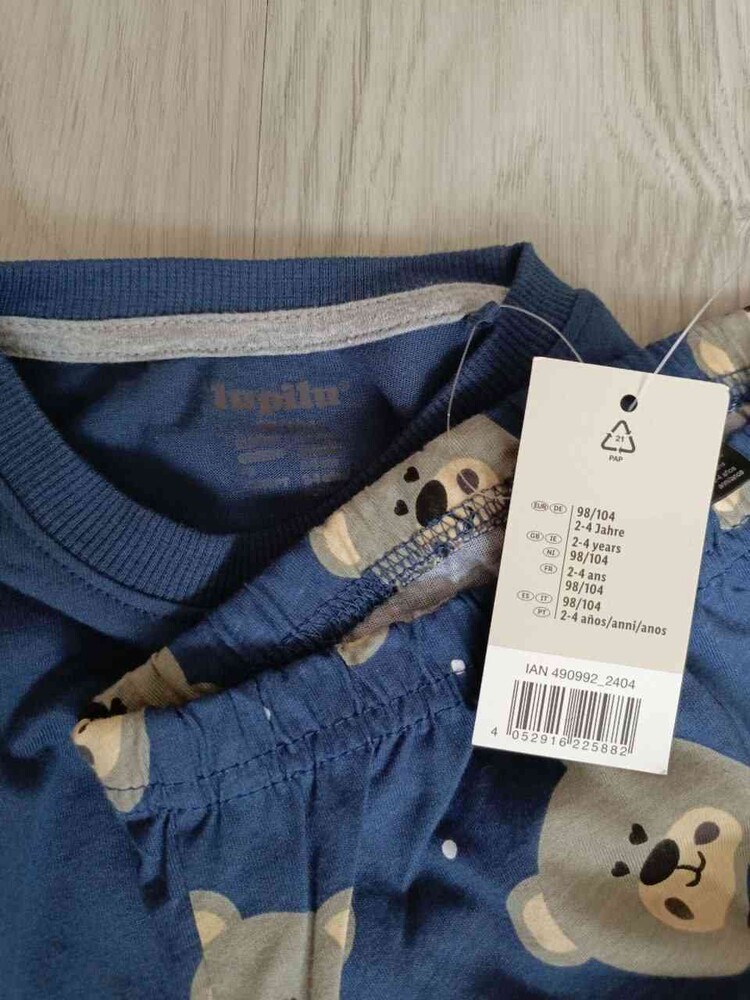 lupilu®
21
PAP
EUR DE 98/104
2-4 Jahre
GB IE 2-4 years
NI 98/104
FR 2-4 ans
98/104
ES IT 98/104
PT 2-4 años/anni/anos
IAN 490992_2404
4 052916 225882